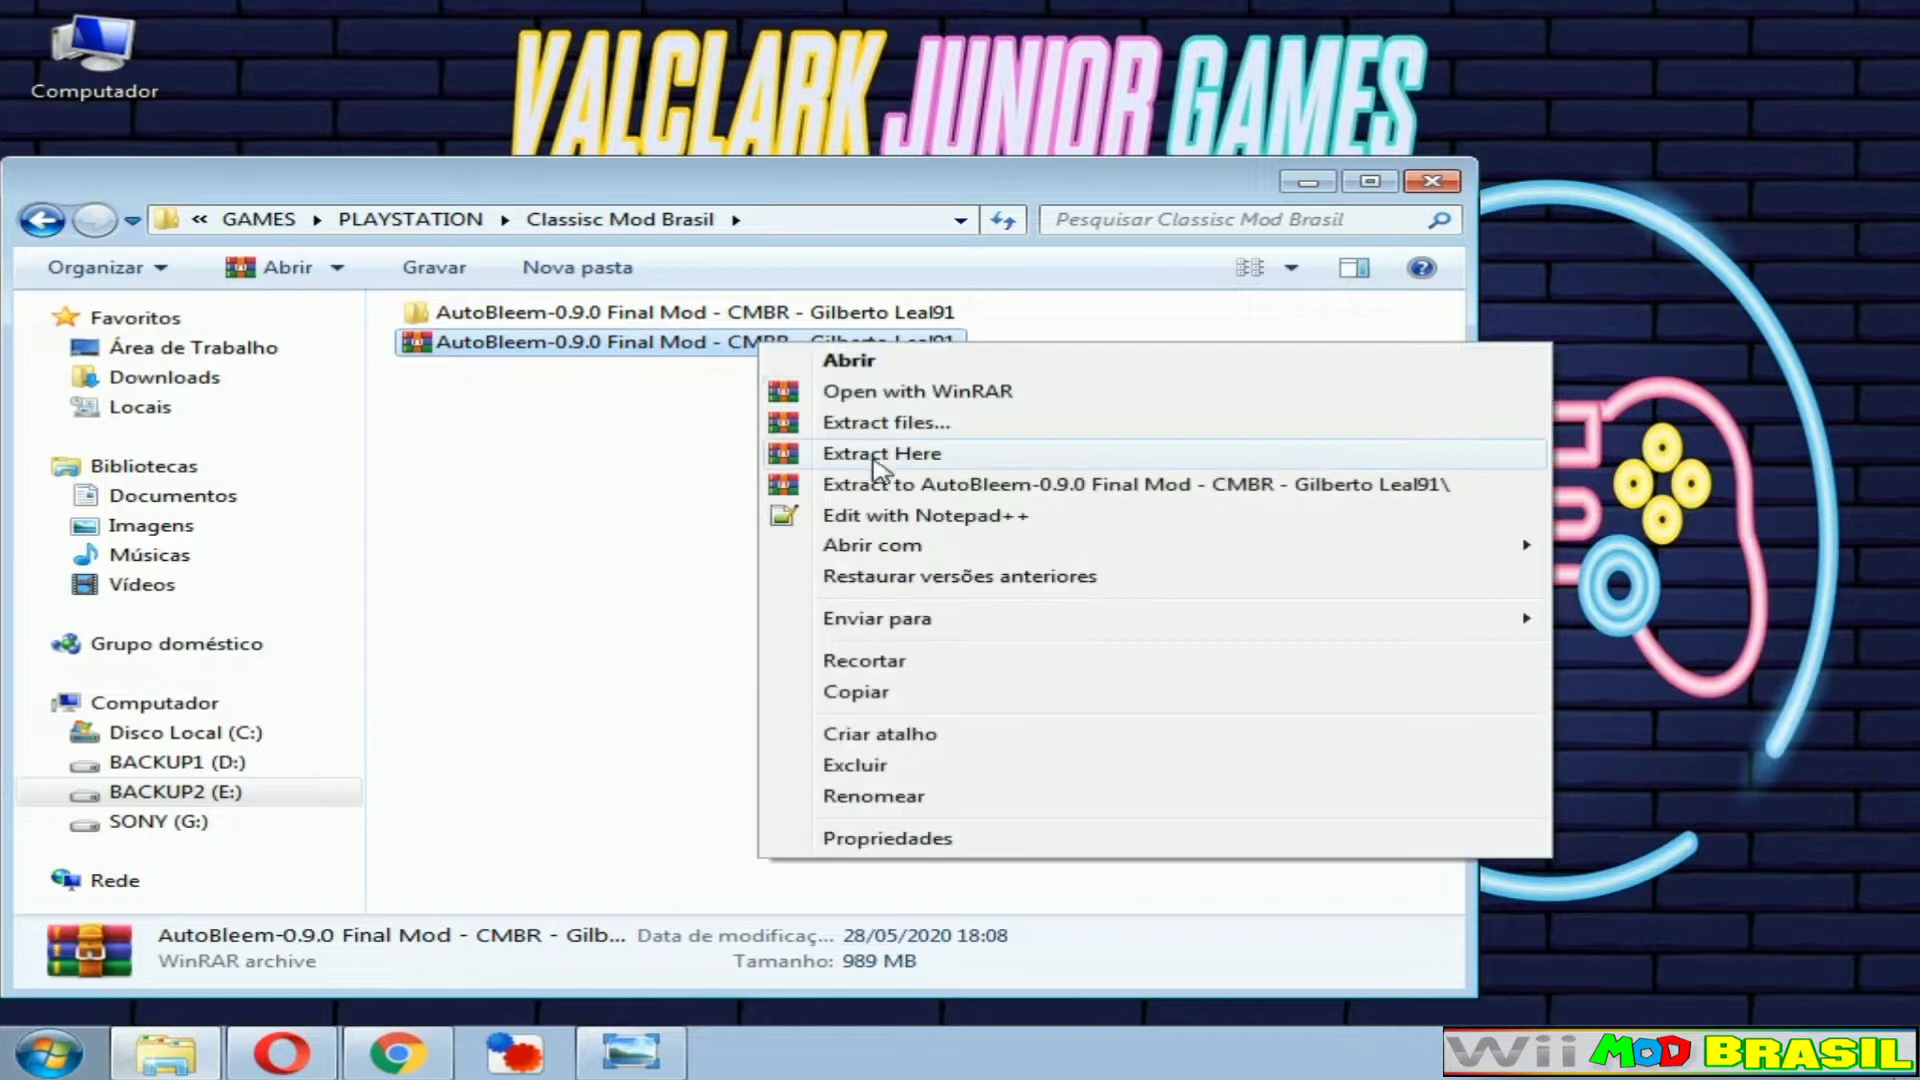 VALCLARK JUNIOR GAMES
Computador
« GAMES PLAYSTATION Classisc Mod Brasil
Pesquisar Classisc Mod Brasil
Organizar Abrir Gravar Nova pasta
Favoritos
Área de Trabalho
Downloads
Locais
Bibliotecas
Documentos
Imagens
Músicas
Vídeos
Grupo doméstico
Computador
Disco Local (C:)
BACKUP1 (D:)
BACKUP2 (E:)
SONY (G:)
Rede
AutoBleem-0.9.0 Final Mod - CMBR - Gilberto Leal91
AutoBleem-0.9.0 Final Mod - CMBR - Gilberto Leal91
Abrir
Open with WinRAR
Extract files...
Extract Here
Extract to AutoBleem-0.9.0 Final Mod - CMBR - Gilberto Leal91\
Edit with Notepad++
Abrir com
Restaurar versões anteriores
Enviar para
Recortar
Copiar
Criar atalho
Excluir
Renomear
Propriedades
AutoBleem-0.9.0 Final Mod - CMBR - Gilb... Data de modificaç... 28/05/2020 18:08
WinRAR archive Tamanho: 989 MB
Wii MOD BRASIL